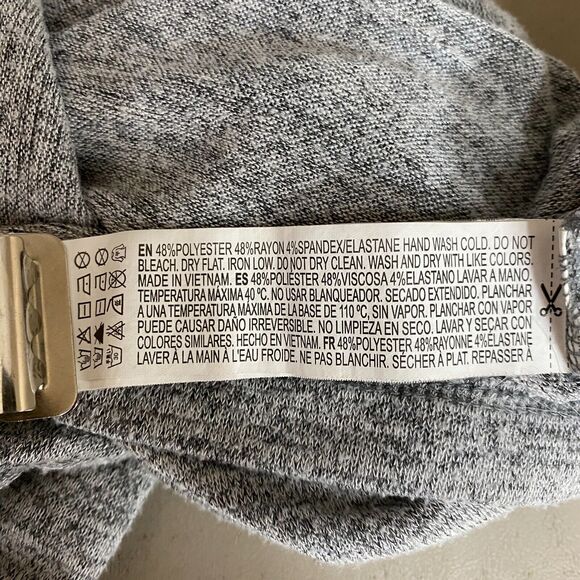 EN 48%POLYESTER 48%RAYON 4%SPANDEX/ELASTANE HAND WASH COLD. DO NOT
BLEACH. DRY FLAT. IRON LOW. DO NOT DRY CLEAN. WASH AND DRY WITH LIKE COLORS.
MADE IN VIETNAM. ES 48%POLIÉSTER 48%VISCOSA 4%ELASTANO LAVAR A MANO.
TEMPERATURA MÁXIMA 40 ºC. NO USAR BLANQUEADOR. SECADO EXTENDIDO. PLANCHAR
A UNA TEMPERATURA MÁXIMA DE LA BASE DE 110 ºC, SIN VAPOR. PLANCHAR CON VAPOR
PUEDE CAUSAR DAÑO IRREVERSIBLE. NO LIMPIEZA EN SECO. LAVAR Y SECAR CON
COLORES SIMILARES. HECHO EN VIETNAM. FR 48%POLYESTER 48%RAYONNE 4%ELASTANE
LAVER À LA MAIN À L'EAU FROIDE. NE PAS BLANCHIR. SÉCHER À PLAT. REPASSER À